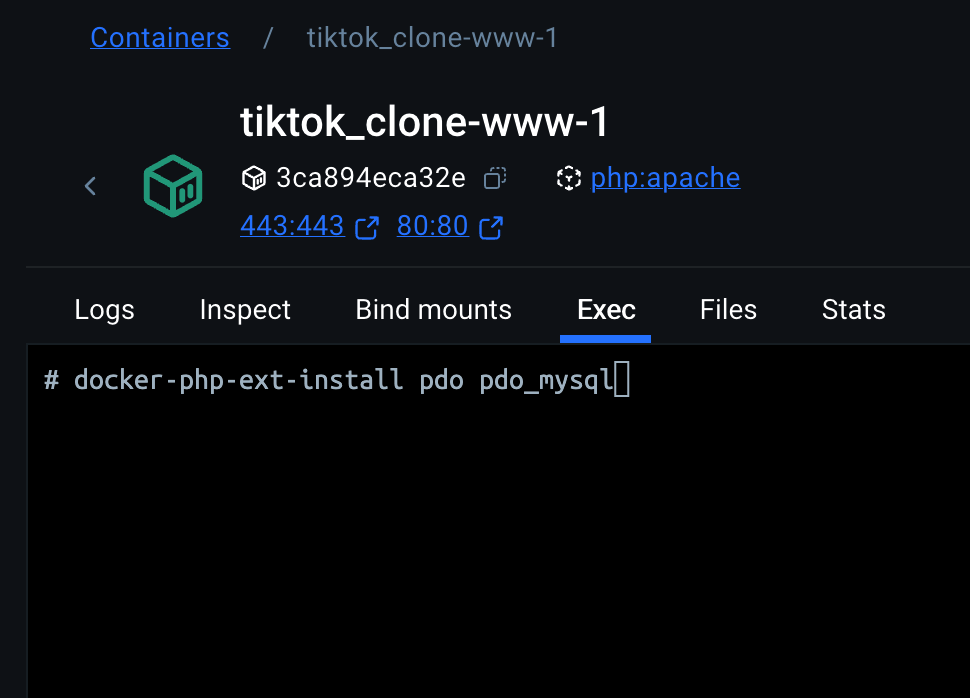 Containers / tiktok_clone-www-1
tiktok_clone-www-1
3ca894eca32e php:apache
443:443 80:80
Logs Inspect Bind mounts Exec Files Stats
# docker-php-ext-install pdo pdo_mysql